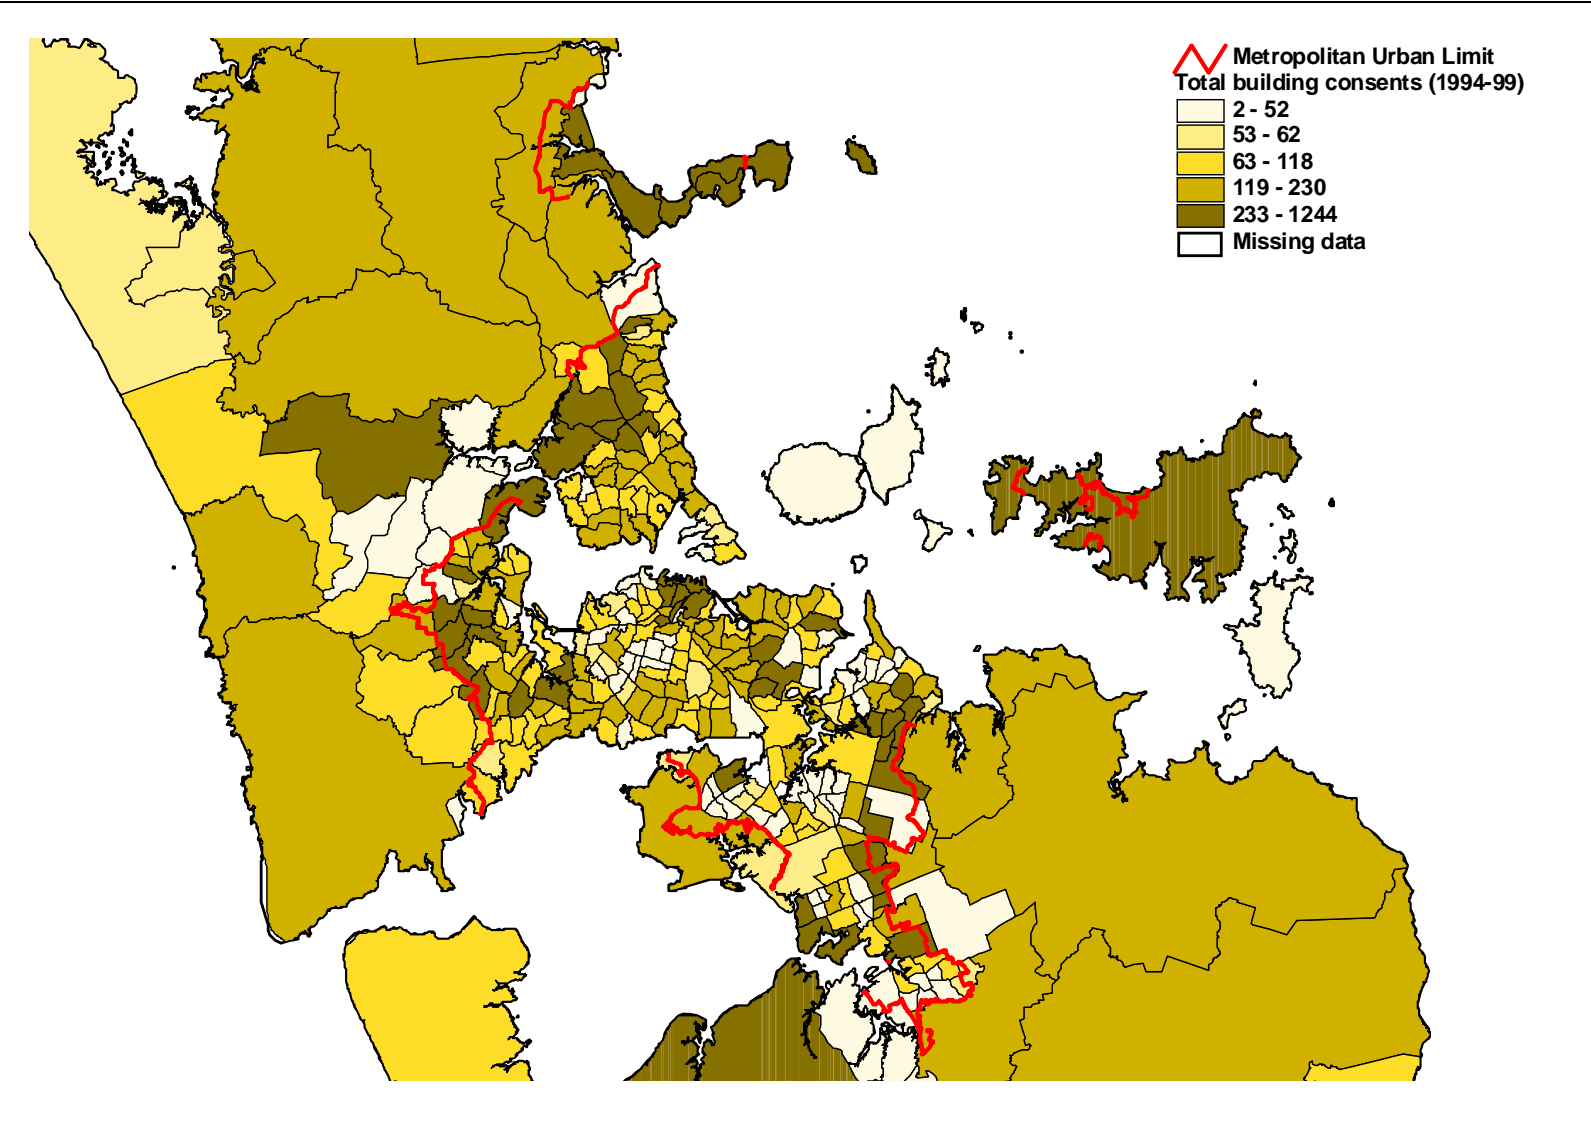 Metropolitan Urban Limit
Total building consents (1994-99)
2 - 52
53 - 62
63 - 118
119 - 230
233 - 1244
Missing data